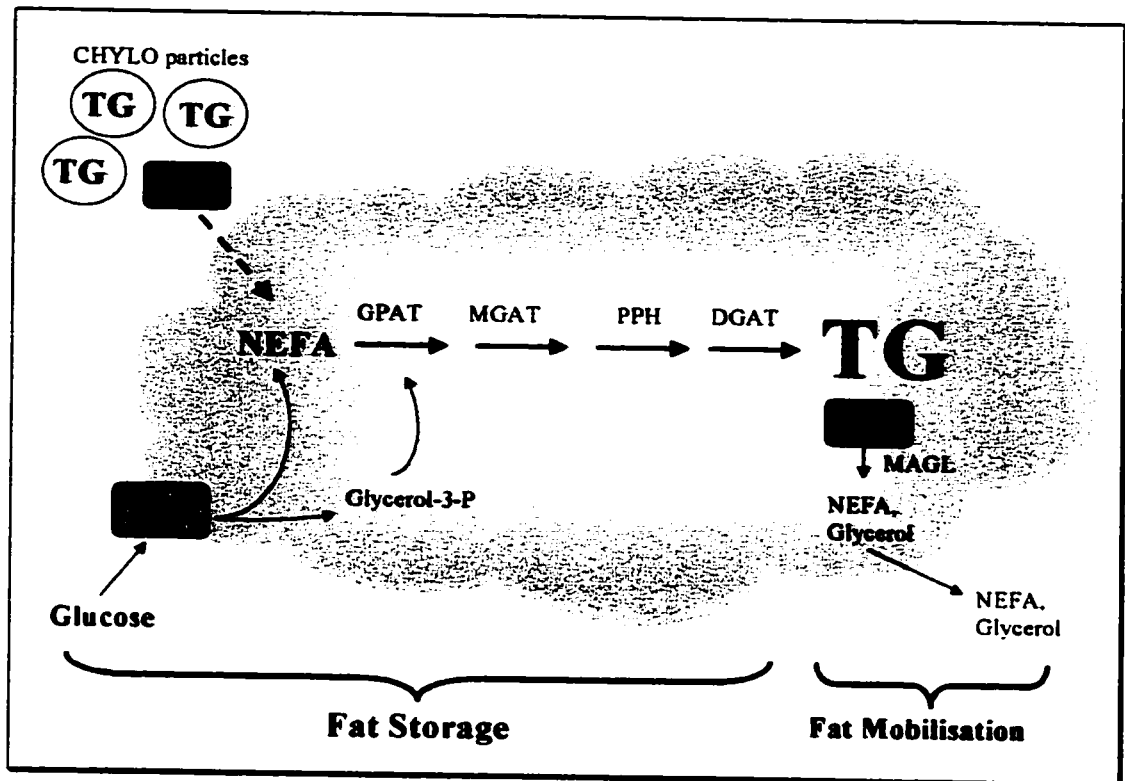 CHYLO particles
TG
TG
TG
GPAT
MGAT
PPH
DGAT
NEFA
TG
MAGL
Glycerol-3-P
NEFA,
Glycerol
Glucose
NEFA,
Glycerol
Fat Storage
Fat Mobilisation